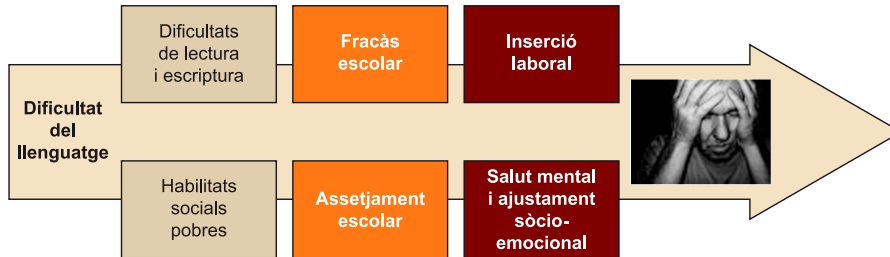 Dificultat
del
llenguatge
Dificultats
de lectura
i escriptura
Fracàs
escolar
Inserció
laboral
Habilitats
socials
pobres
Assetjament
escolar
Salut mental
i ajustament
sòcio-
emocional